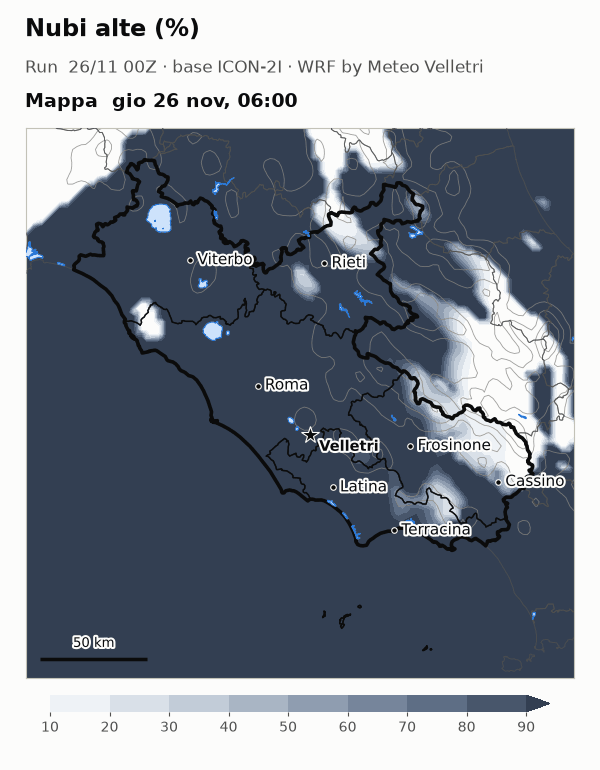 Nubi alte (%)
Run  26/11 00Z · base ICON-2I · WRF by Meteo Velletri
Mappa  gio 26 nov, 06:00
Viterbo
Rieti
Roma
Velletri
Frosinone
Latina
Cassino
Terracina
50 km
10 20 30 40 50 60 70 80 90